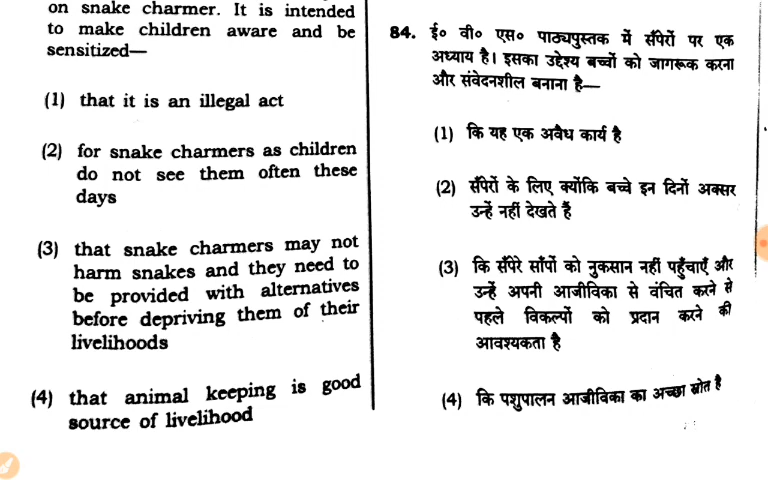 on snake charmer. It is intended
to make children aware and be
sensitized—
(1) that it is an illegal act
(2) for snake charmers as children
do not see them often these
days
(3) that snake charmers may not
harm snakes and they need to
be provided with alternatives
before depriving them of their
livelihoods
(4) that animal keeping is good
source of livelihood
84. ई० वी० एस० पाठ्यपुस्तक में सँपेरों पर एक
अध्याय है। इसका उद्देश्य बच्चों को जागरूक करना
और संवेदनशील बनाना है—
(1) कि यह एक अवैध कार्य है
(2) सँपेरों के लिए क्योंकि बच्चे इन दिनों अक्सर
उन्हें नहीं देखते हैं
(3) कि सँपेरे साँपों को नुकसान नहीं पहुँचाएँ और
उन्हें अपनी आजीविका से वंचित करने से
पहले विकल्पों को प्रदान करने की
आवश्यकता है
(4) कि पशुपालन आजीविका का अच्छा स्रोत है